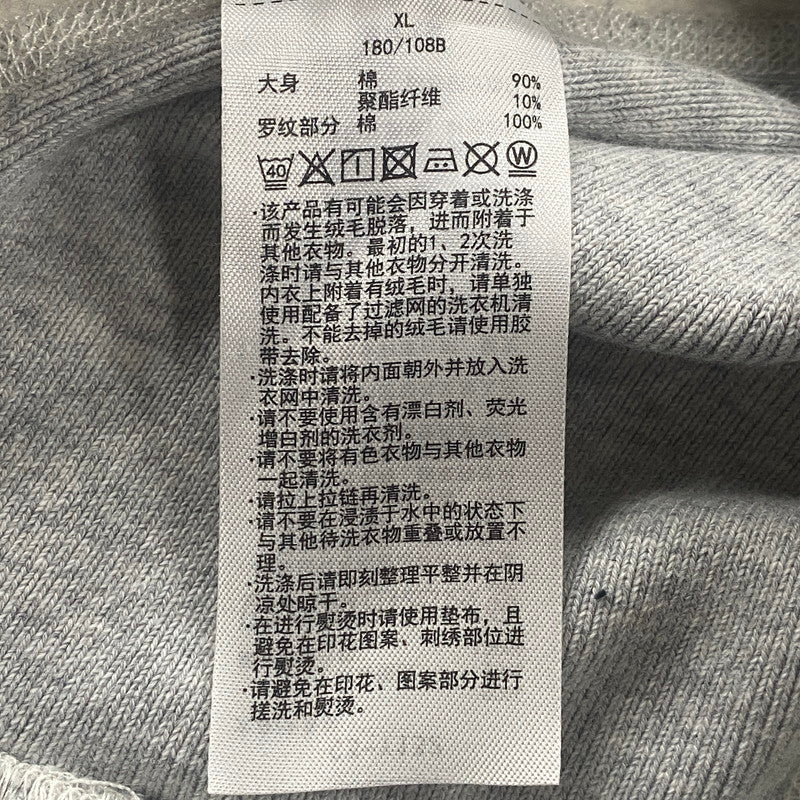 XL
180/108B
大身 棉 90%
聚酯纤维 10%
罗纹部分 棉 100%
40 W
·该产品有可能会因穿着或洗涤
而发生绒毛脱落，进而附着于
其他衣物。最初的1、2次洗
涤时请与其他衣物分开清洗。
内衣上附着有绒毛时，请单独
使用配备了过滤网的洗衣机清
洗。不能去掉的绒毛请使用胶
带去除。
·洗涤时请将内面朝外并放入洗
衣网中清洗。
·请不要使用含有漂白剂、荧光
增白剂的洗衣剂。
·请不要将有色衣物与其他衣物
一起清洗。
·请拉上拉链再清洗。
·请不要在浸渍于水中的状态下
与其他待洗衣物重叠或放置不
理。
·洗涤后请即刻整理平整并在阴
凉处晾干。
·在进行熨烫时请使用垫布，且
避免在印花图案、刺绣部位进
行熨烫。
·请避免在印花、图案部分进行
搓洗和熨烫。